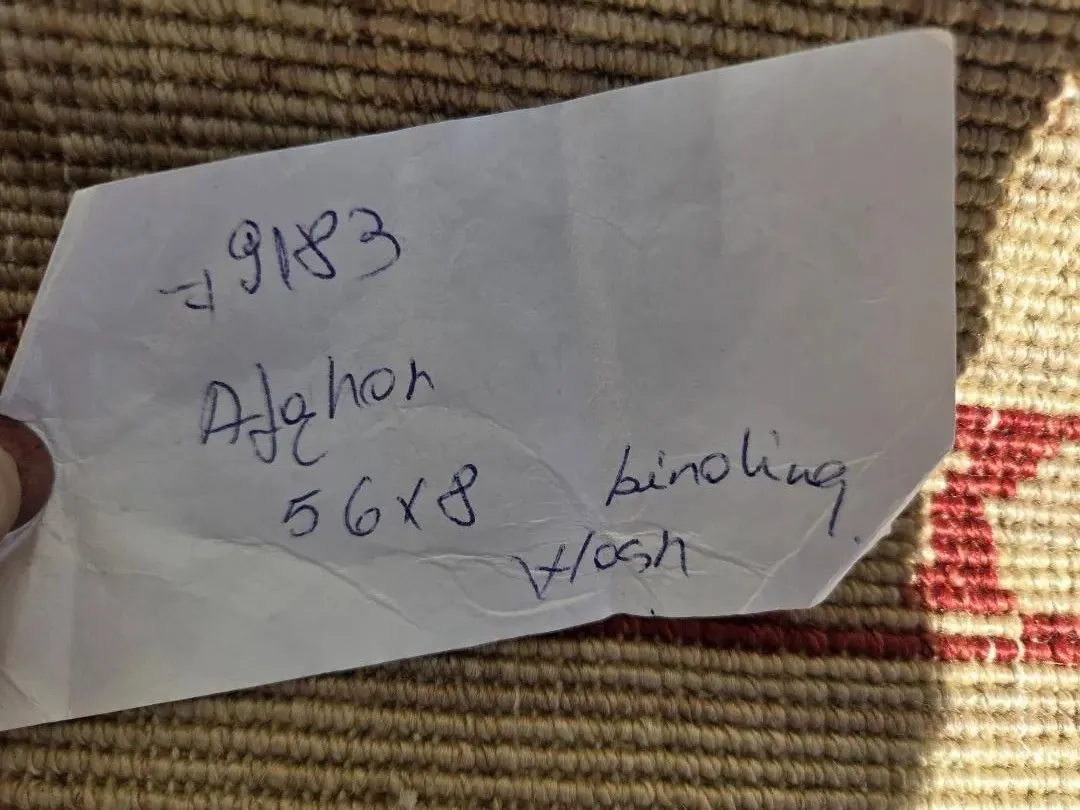 9183
Afghan
56x8
binding
Wash